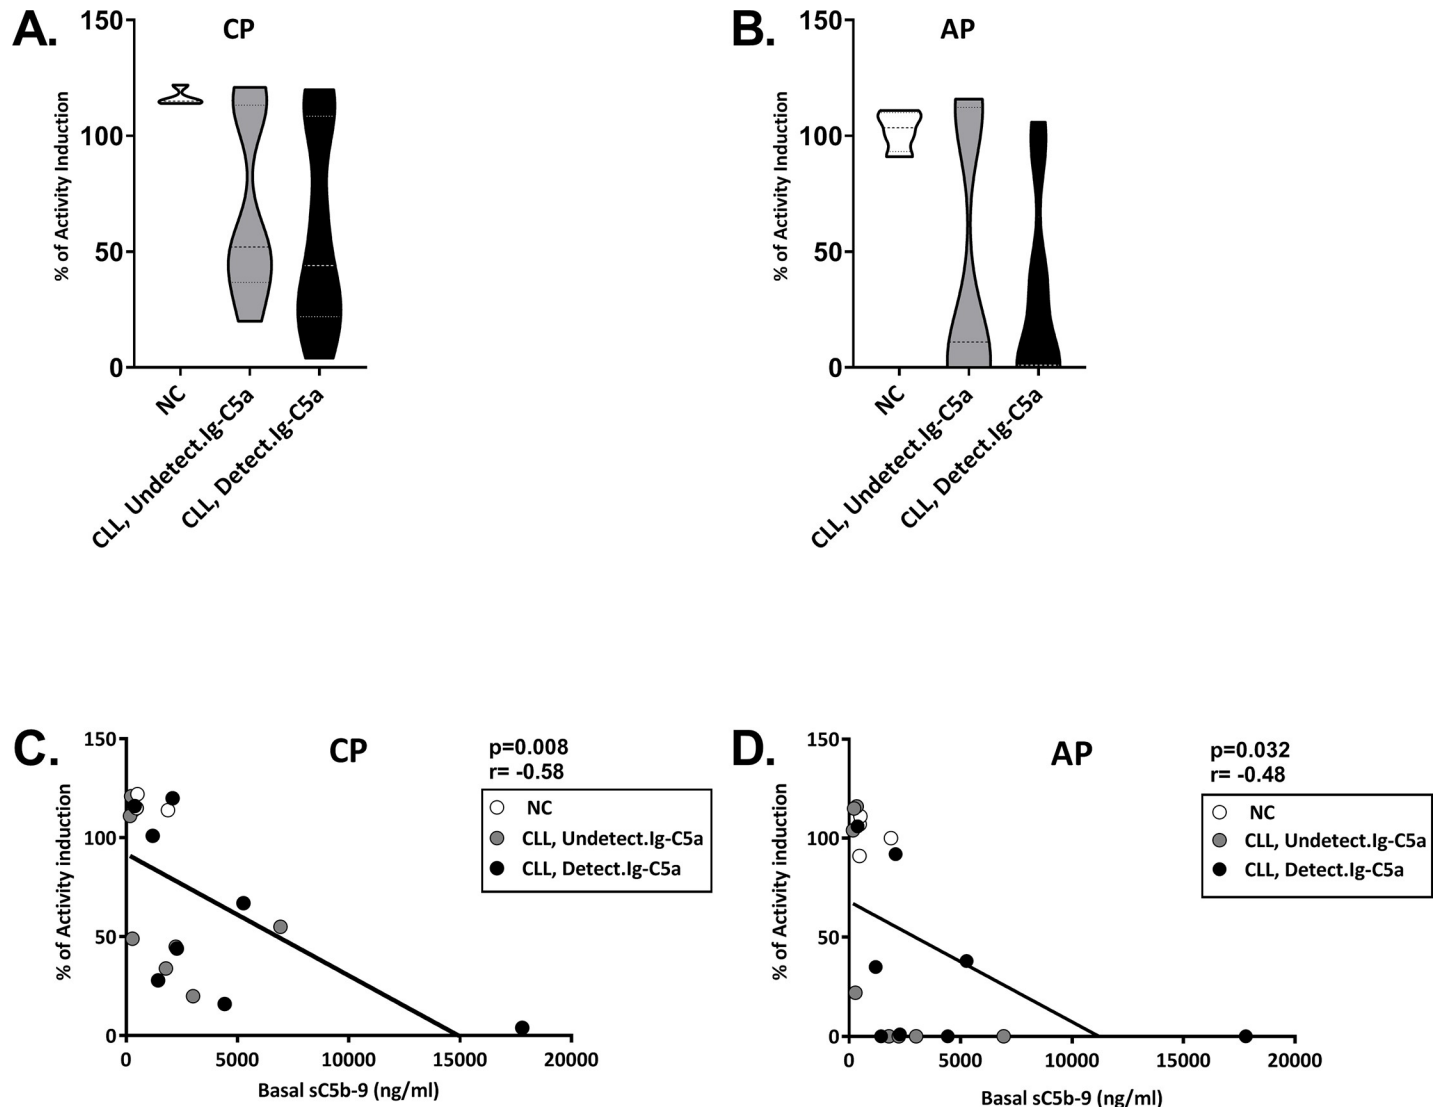 A.
CP
150
100
50
0
% of Activity Induction
NC
CLL, Undetect.Ig-C5a
CLL, Detect.Ig-C5a
B.
AP
150
100
50
0
% of Activity Induction
NC
CLL, Undetect.Ig-C5a
CLL, Detect.Ig-C5a
C.
CP
p=0.008
r= -0.58
NC
CLL, Undetect.Ig-C5a
CLL, Detect.Ig-C5a
150
100
50
0
% of Activity induction
0 5000 10000 15000 20000
Basal sC5b-9 (ng/ml)
D.
AP
p=0.032
r= -0.48
NC
CLL, Undetect.Ig-C5a
CLL, Detect.Ig-C5a
150
100
50
0
% of Activity induction
0 5000 10000 15000 20000
Basal sC5b-9 (ng/ml)